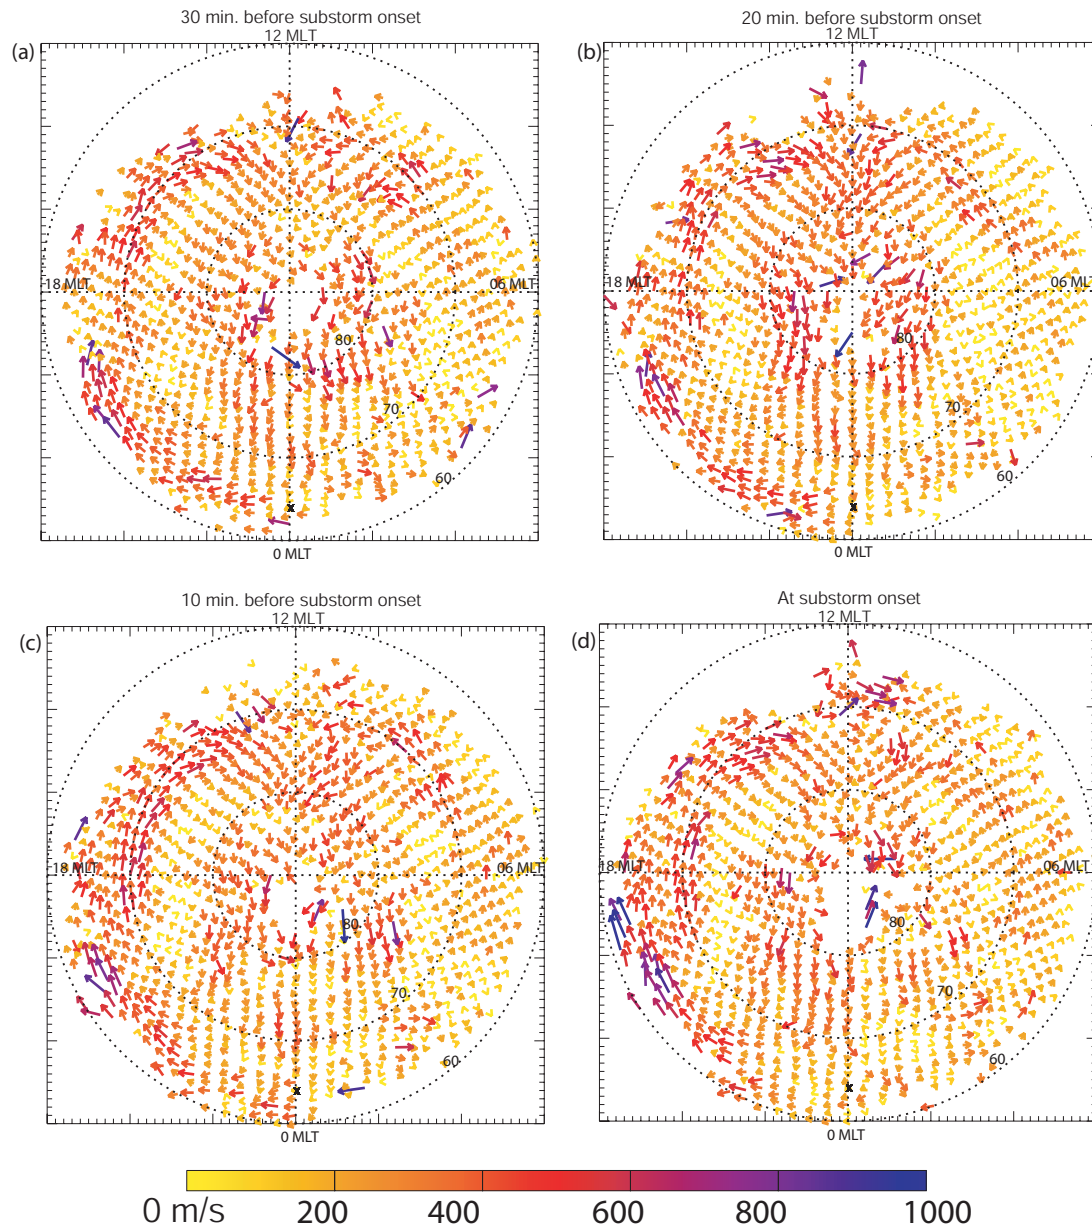 30 min. before substorm onset
12 MLT
(a)
18 MLT
06 MLT
80
70
60
x
0 MLT
20 min. before substorm onset
12 MLT
(b)
18 MLT
06 MLT
80
70
60
x
0 MLT
10 min. before substorm onset
12 MLT
(c)
18 MLT
06 MLT
80
70
60
x
0 MLT
At substorm onset
12 MLT
(d)
18 MLT
06 MLT
80
70
60
x
0 MLT
0 m/s 200 400 600 800 1000